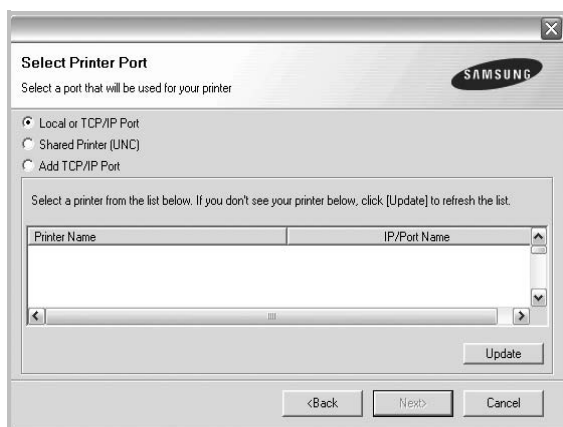 Select Printer Port
Select a port that will be used for your printer
SAMSUNG
Local or TCP/IP Port
Shared Printer (UNC)
Add TCP/IP Port
Select a printer from the list below. If you don't see your printer below, click [Update] to refresh the list.
Printer Name IP/Port Name
Update
<Back Next> Cancel